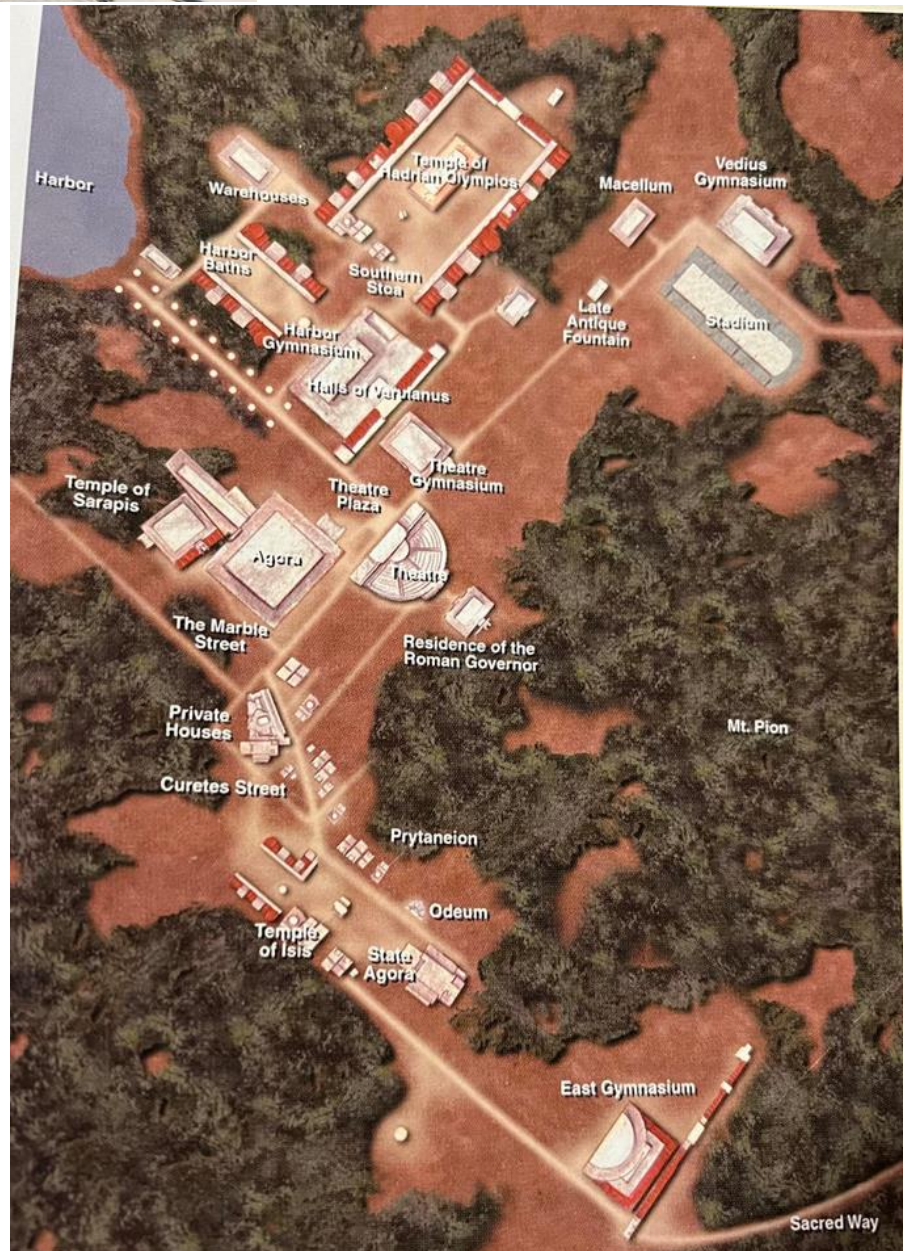 Harbor
Warehouses
Temple of
Hadrian Olympios
Macellum
Vedius
Gymnasium
Harbor
Baths
Southern
Stoa
Late
Antique
Fountain
Stadium
Harbor
Gymnasium
Halls of Verulanus
Theatre
Gymnasium
Theatre
Plaza
Temple of
Sarapis
Agora
Theatre
The Marble
Street
Residence of the
Roman Governor
Private
Houses
Mt. Pion
Curetes Street
Prytaneion
Odeum
Temple
of Isis
State
Agora
East Gymnasium
Sacred Way